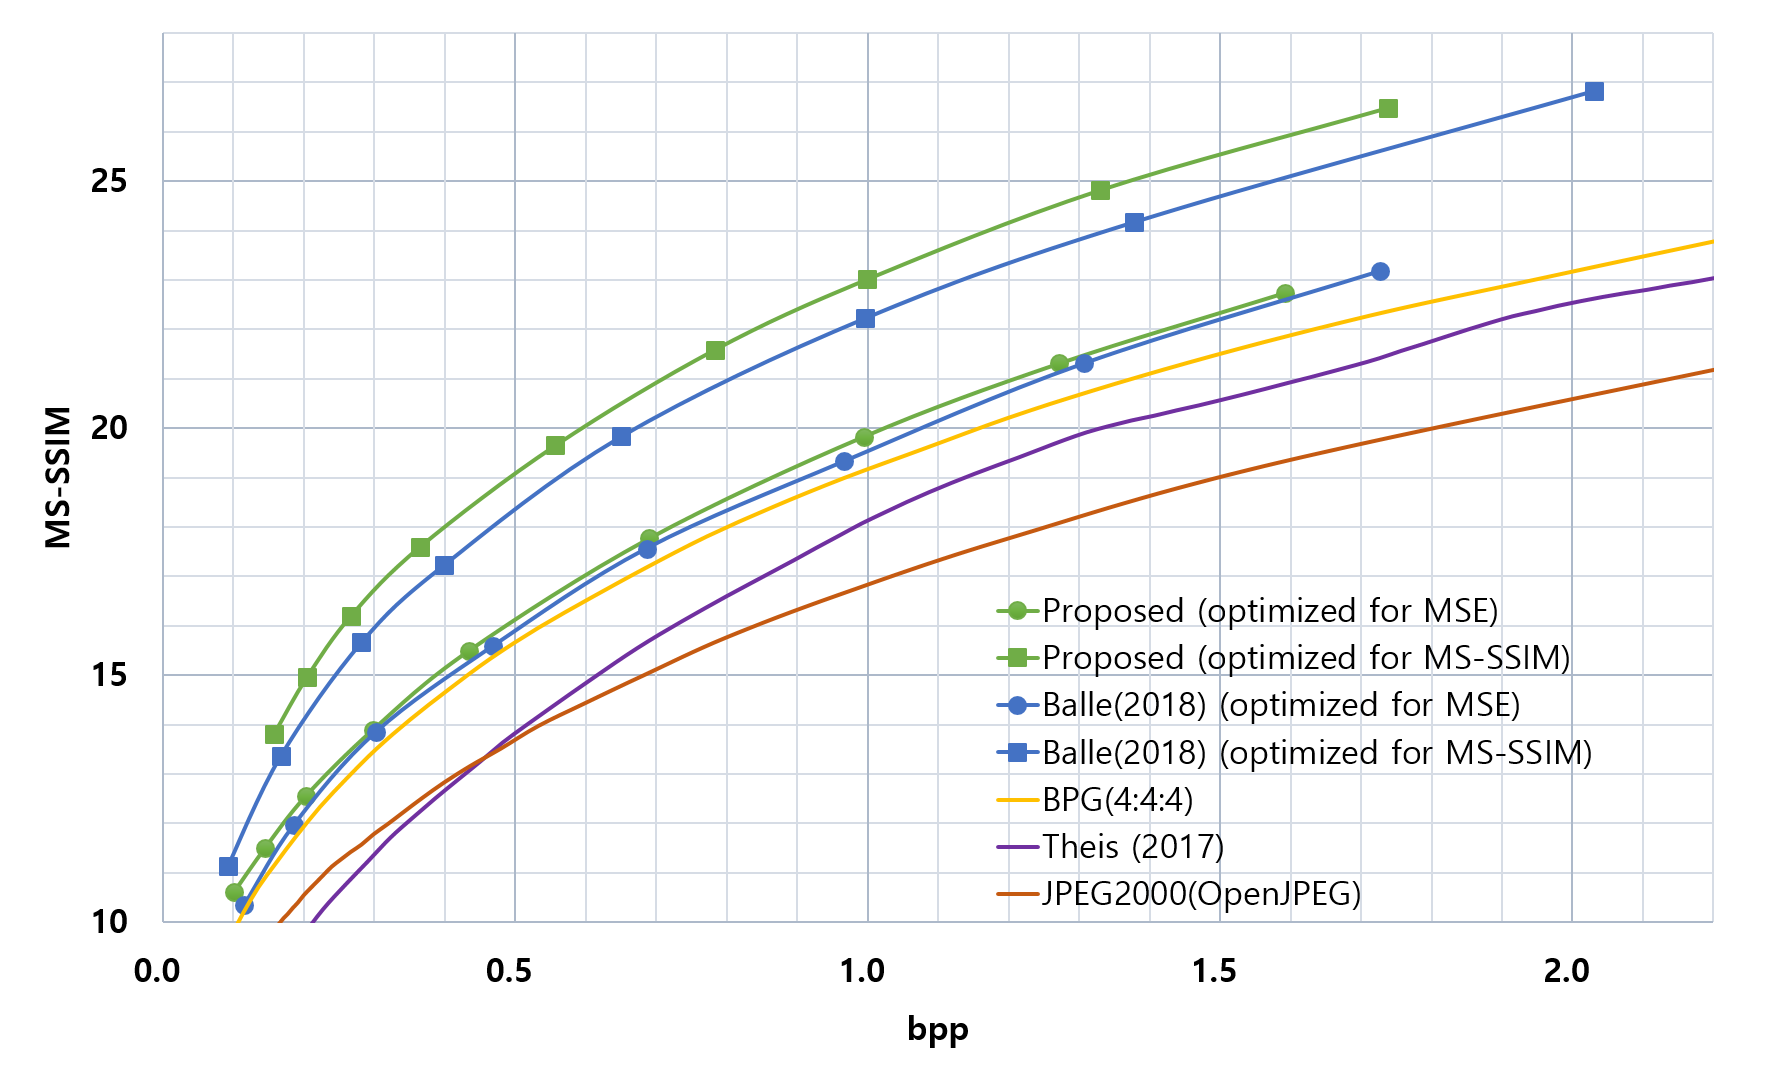 MS-SSIM
25
20
15
10
0.0 0.5 1.0 1.5 2.0
bpp
Proposed (optimized for MSE)
Proposed (optimized for MS-SSIM)
Balle(2018) (optimized for MSE)
Balle(2018) (optimized for MS-SSIM)
BPG(4:4:4)
Theis (2017)
JPEG2000(OpenJPEG)